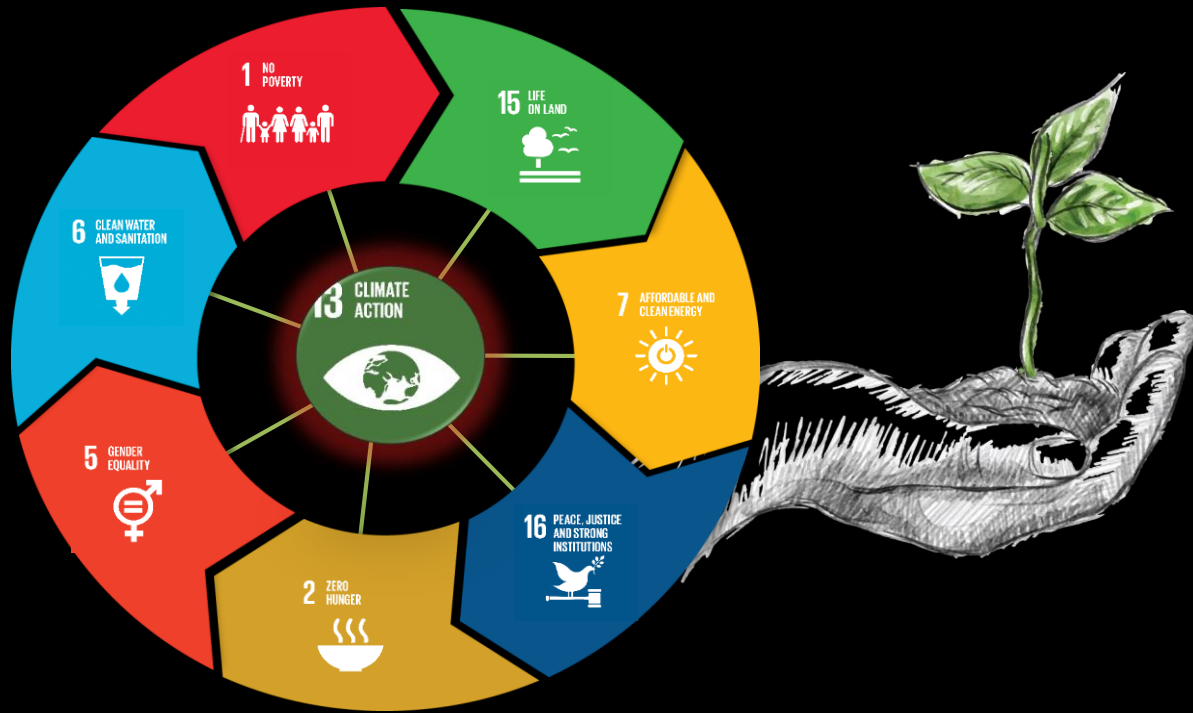 1 NO
POVERTY
15 LIFE
ON LAND
7 AFFORDABLE AND
CLEAN ENERGY
16 PEACE, JUSTICE
AND STRONG
INSTITUTIONS
2 ZERO
HUNGER
5 GENDER
EQUALITY
6 CLEAN WATER
AND SANITATION
13 CLIMATE
ACTION